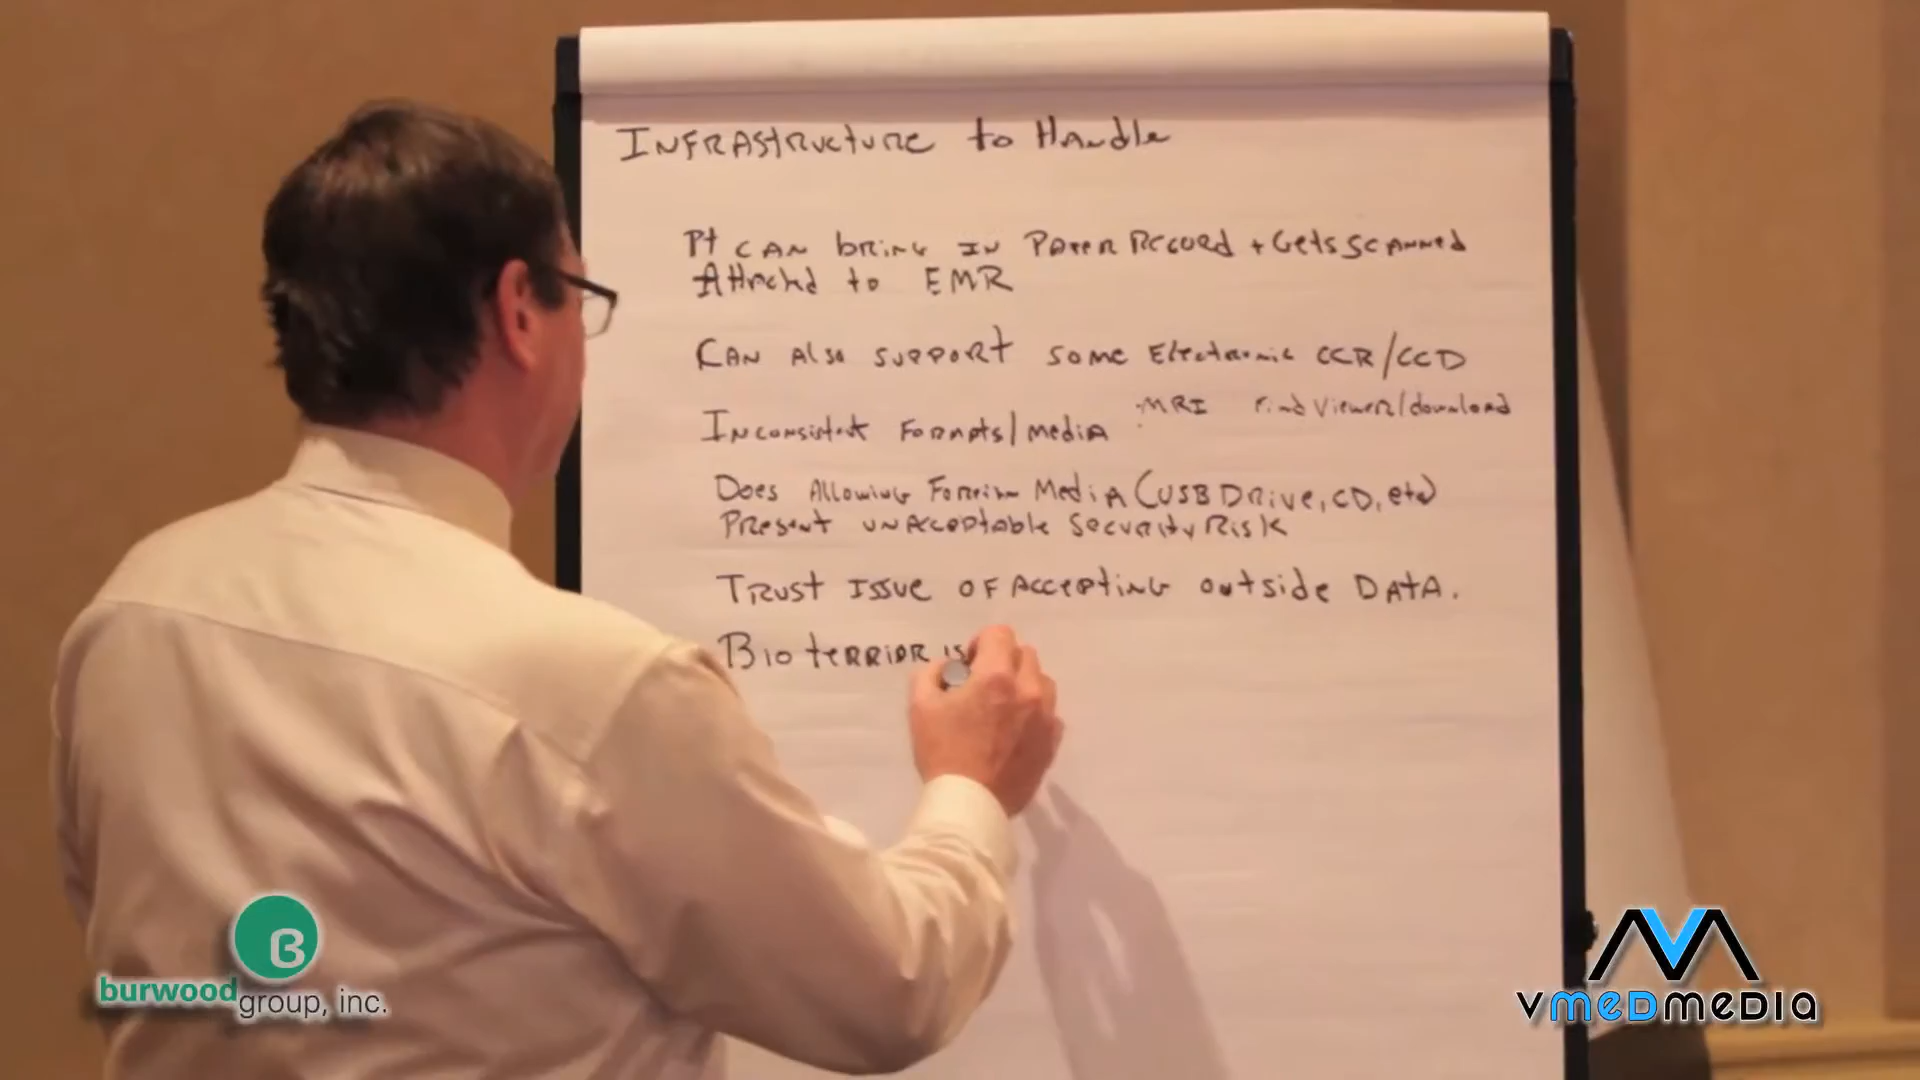 INFRAStructure to Handle
Pt CAN bring IN PAPER Record + Gets Scanned
Attached to EMR
CAN Also support some Electronic CCR/CCD
MRI Find Viewer/download
Inconsistent Formats/media
Does Allowing Foreign Media (USB Drive, CD, etc)
Present unacceptable Security Risk
Trust Issue of Accepting outside DATA.
Bio terrior is
B
burwoodgroup, inc.
vmedmedia